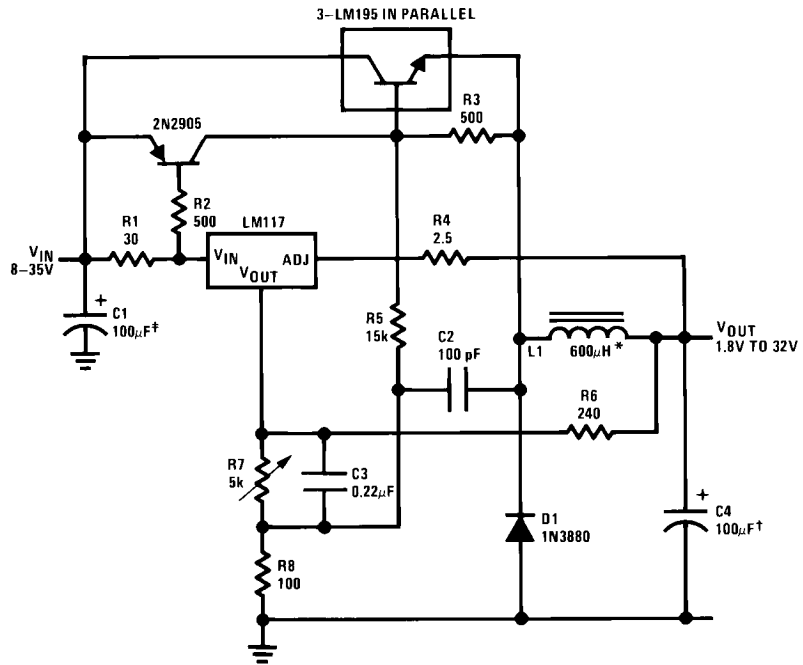 3-LM195 IN PARALLEL
R3
500
2N2905
R2
500
R1
30
LM117
VIN
ADJ
VOUT
R4
2.5
VIN
8-35V
C1
100μF‡
+
R5
15k
C2
100 pF
L1
600μH*
VOUT
1.8V TO 32V
R6
240
R7
5k
C3
0.22μF
D1
1N3880
+
C4
100μF†
R8
100